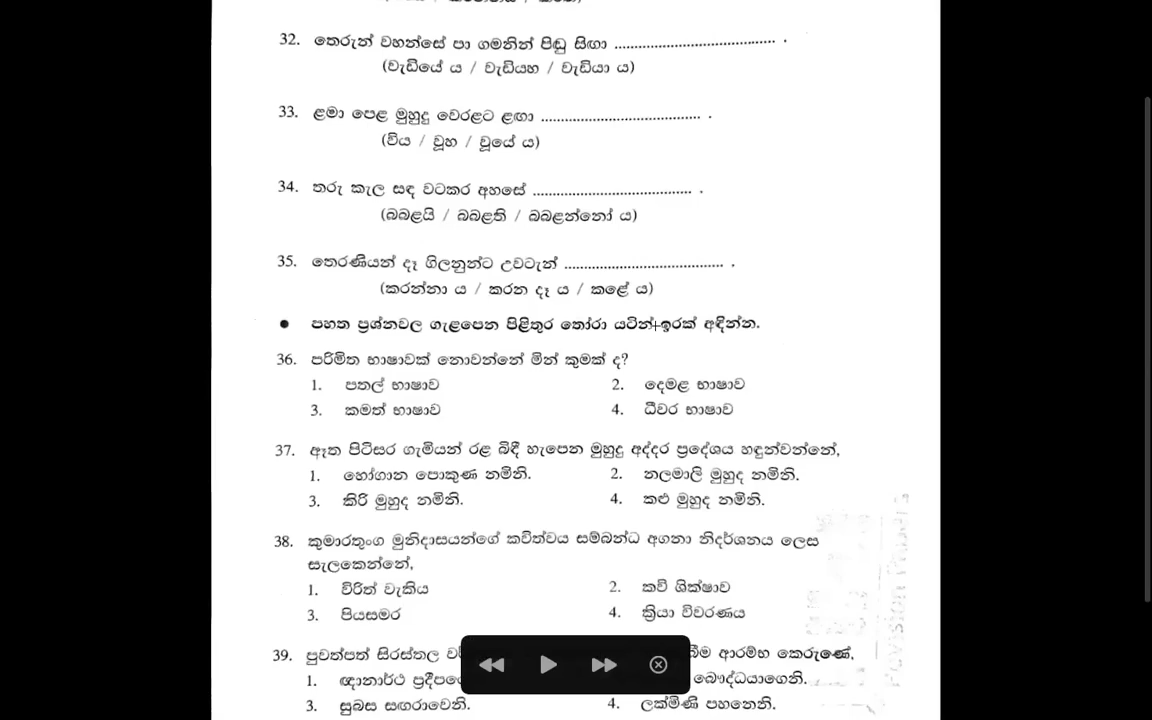 32. තෙරුන් වහන්සේ පා ගමනින් පිඬු සිඟා ........................................ .
(වැඩියේ ය / වැඩියහ / වැඩියා ය)
33. ළමා පෙළ මුහුදු වෙරළට ළඟා ........................................ .
(විය / වූහ / වූයේ ය)
34. තරු කැල සඳ වටකර අහසේ ........................................ .
(බබළයි / බබළති / බබළන්නෝ ය)
35. තෙරණියන් දෑ ගිලනුන්ට උවටැන් ........................................ .
(කරන්නා ය / කරන දෑ ය / කළේ ය)
● පහත ප්‍රශ්නවල ගැළපෙන පිළිතුර තෝරා යටින් ඉරක් අඳින්න.
36. පරිමිත භාෂාවක් නොවන්නේ මින් කුමක් ද?
1. පතල් භාෂාව 2. දෙමළ භාෂාව
3. කමත් භාෂාව 4. ධීවර භාෂාව
37. ඈත පිටිසර ගැමියන් රළ බිඳී හැපෙන මුහුදු අද්දර ප්‍රදේශය හඳුන්වන්නේ,
1. හෝගාන පොකුණ නමිනි. 2. නලමාලි මුහුද නමිනි.
3. කිරි මුහුද නමිනි. 4. කළු මුහුද නමිනි.
38. කුමාරතුංග මුනිදාසයන්ගේ කවිත්වය සම්බන්ධ අගනා නිදර්ශනය ලෙස
සැලකෙන්නේ,
1. විරිත් වැකිය 2. කව් ශික්ෂාව
3. පියසමර 4. ක්‍රියා විවරණය
39. පුවත්පත් සිරස්තල ආරම්භ කෙරුණේ,
1. ඥානාර්ථ බෞද්ධයාගෙනි.
3. සුබස සඟරාවෙනි. 4. ලක්මිණි පහනෙනි.